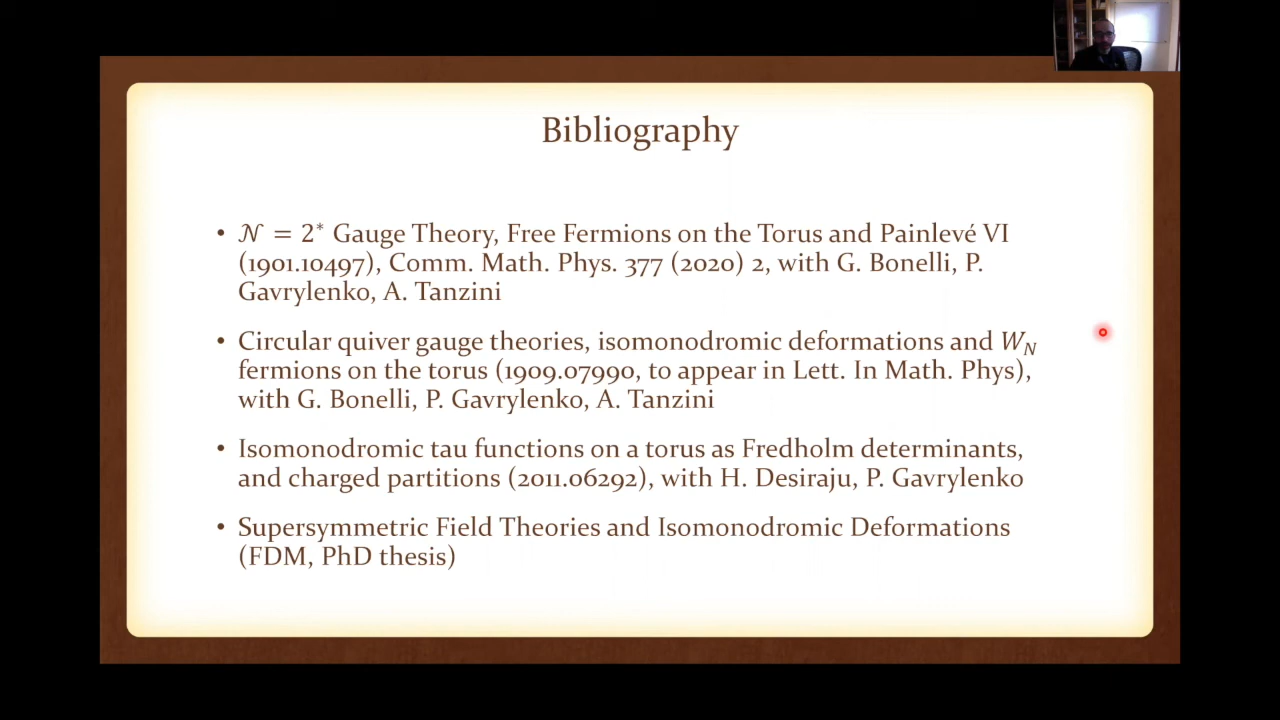 Bibliography
• 𝒩 = 2* Gauge Theory, Free Fermions on the Torus and Painlevé VI
(1901.10497), Comm. Math. Phys. 377 (2020) 2, with G. Bonelli, P.
Gavrylenko, A. Tanzini
• Circular quiver gauge theories, isomonodromic deformations and W_N
fermions on the torus (1909.07990, to appear in Lett. In Math. Phys),
with G. Bonelli, P. Gavrylenko, A. Tanzini
• Isomonodromic tau functions on a torus as Fredholm determinants,
and charged partitions (2011.06292), with H. Desiraju, P. Gavrylenko
• Supersymmetric Field Theories and Isomonodromic Deformations
(FDM, PhD thesis)